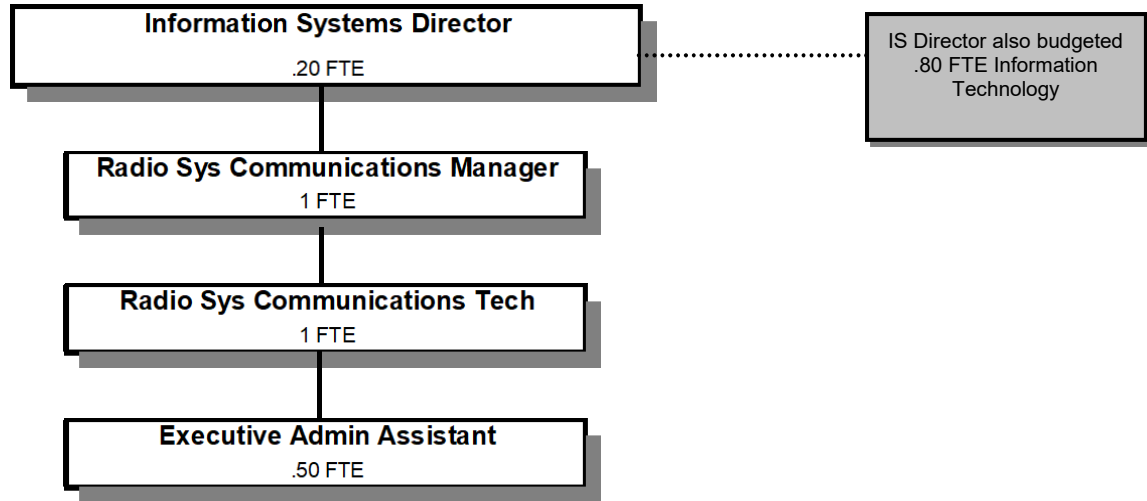 Information Systems Director
.20 FTE
IS Director also budgeted
.80 FTE Information
Technology
Radio Sys Communications Manager
1 FTE
Radio Sys Communications Tech
1 FTE
Executive Admin Assistant
.50 FTE